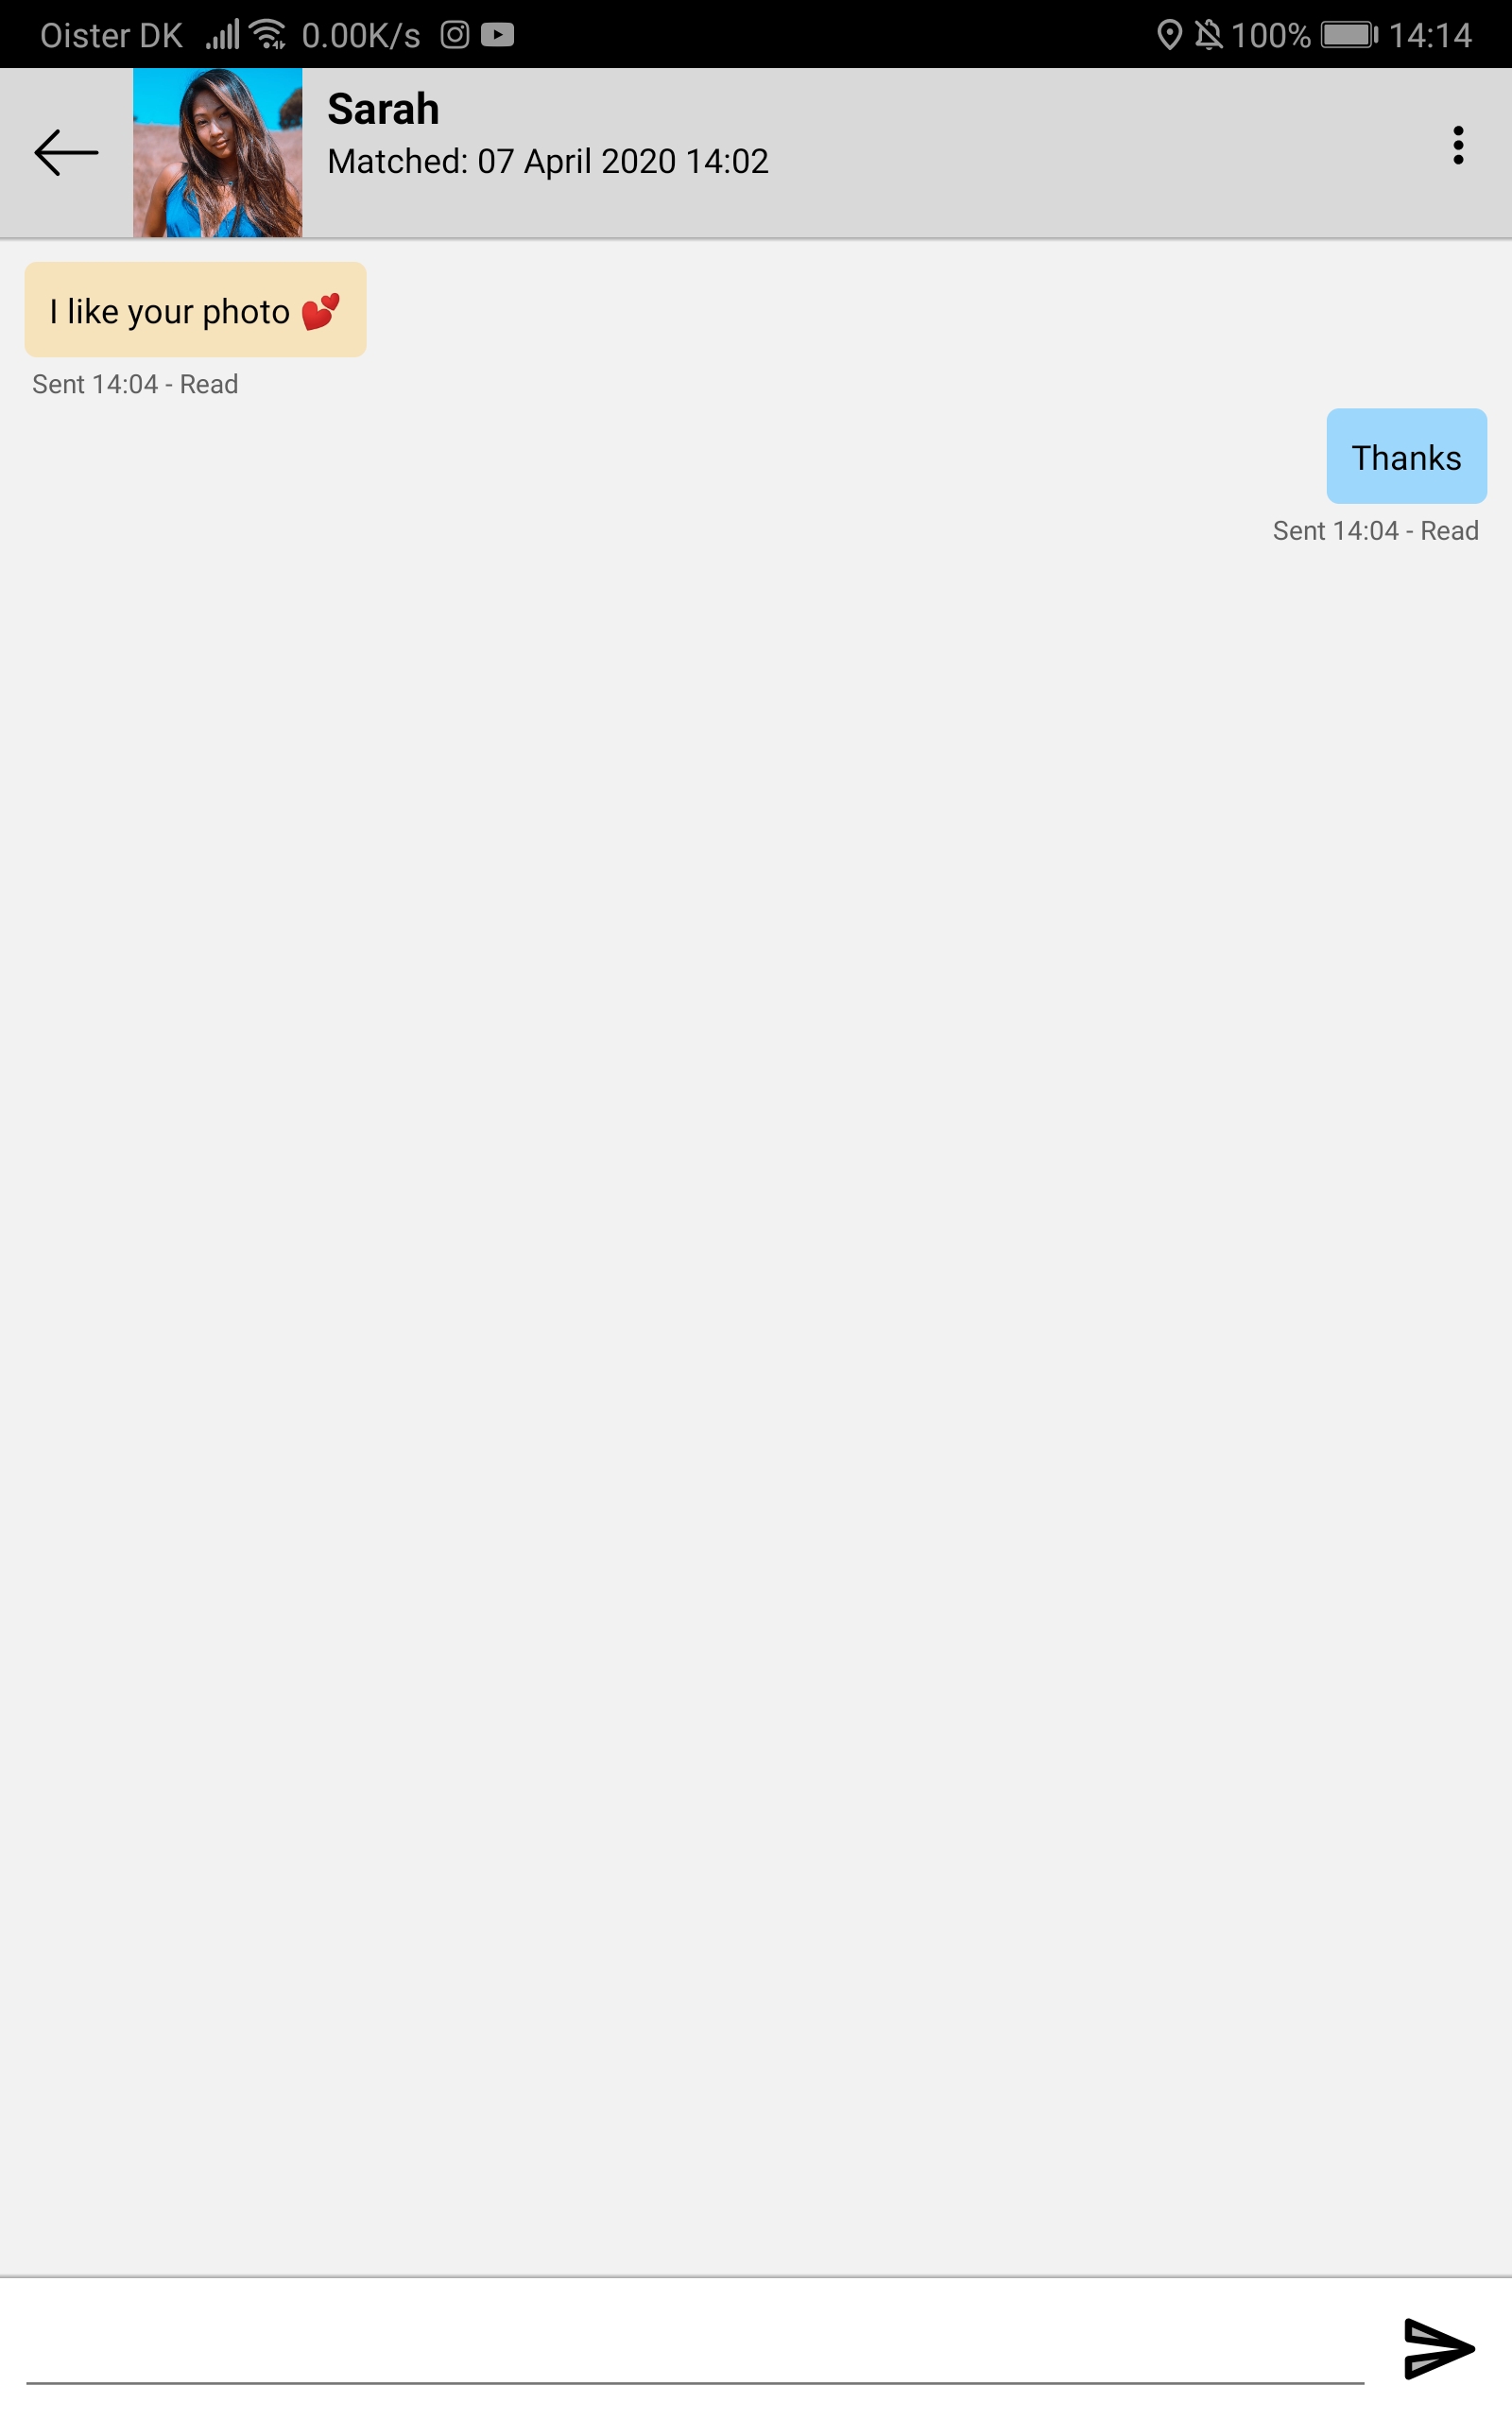 Oister DK 0.00K/s 100% 14:14
Sarah
Matched: 07 April 2020 14:02
I like your photo 💕
Sent 14:04 - Read
Thanks
Sent 14:04 - Read